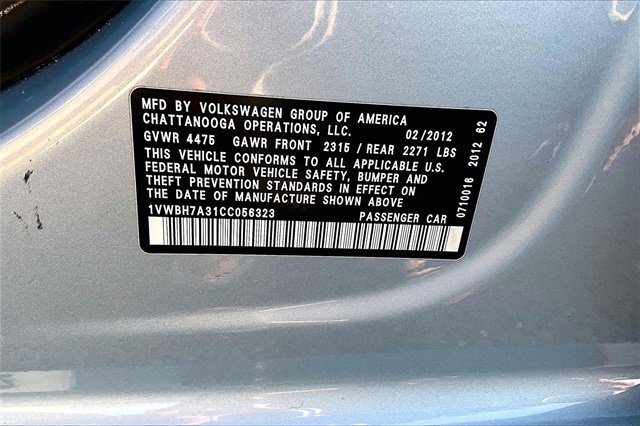 MFD BY VOLKSWAGEN GROUP OF AMERICA
CHATTANOOGA OPERATIONS, LLC. 02/2012
GVWR 4475 GAWR FRONT 2315 / REAR 2271 LBS
THIS VEHICLE CONFORMS TO ALL APPLICABLE U.S.
FEDERAL MOTOR VEHICLE SAFETY, BUMPER AND
THEFT PREVENTION STANDARDS IN EFFECT ON
THE DATE OF MANUFACTURE SHOWN ABOVE
1VWBH7A31CC056323 PASSENGER CAR
0710016 2012 62